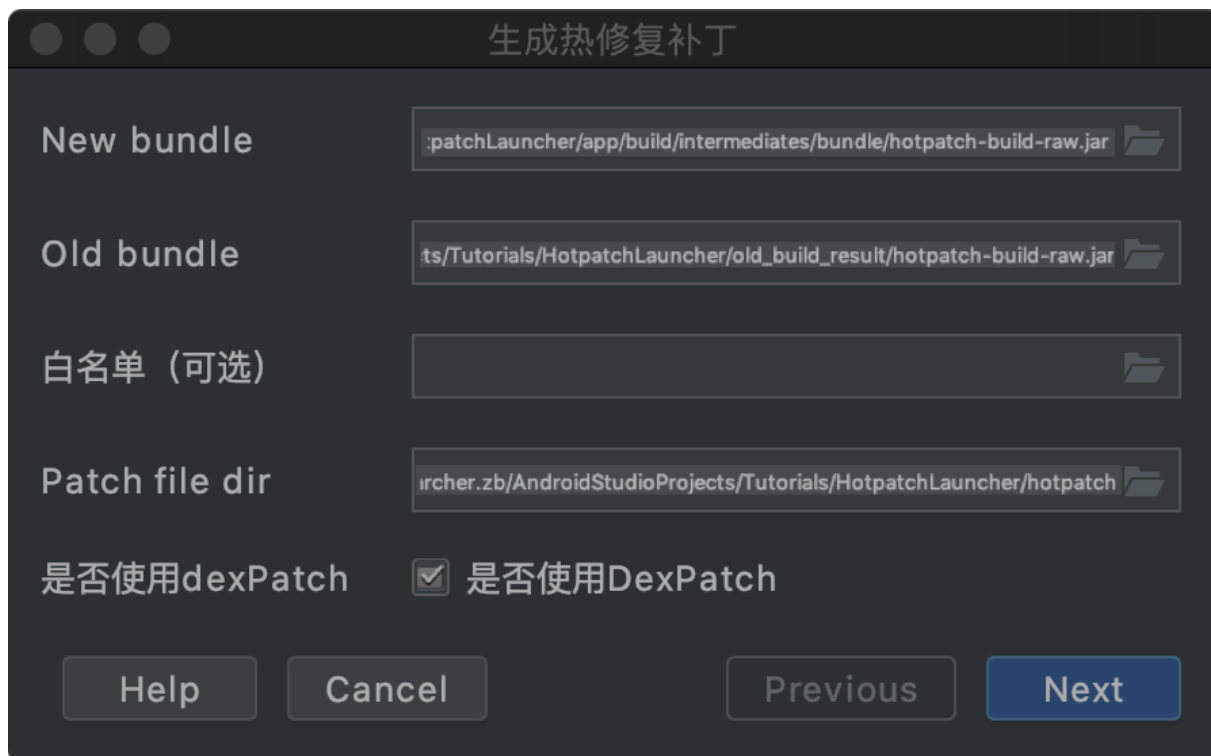 生成热修复补丁
New bundle
:patchLauncher/app/build/intermediates/bundle/hotpatch-build-raw.jar
Old bundle
ts/Tutorials/HotpatchLauncher/old_build_result/hotpatch-build-raw.jar
白名单（可选）
Patch file dir
ircher.zb/AndroidStudioProjects/Tutorials/HotpatchLauncher/hotpatch
是否使用dexPatch
是否使用DexPatch
Help
Cancel
Previous
Next